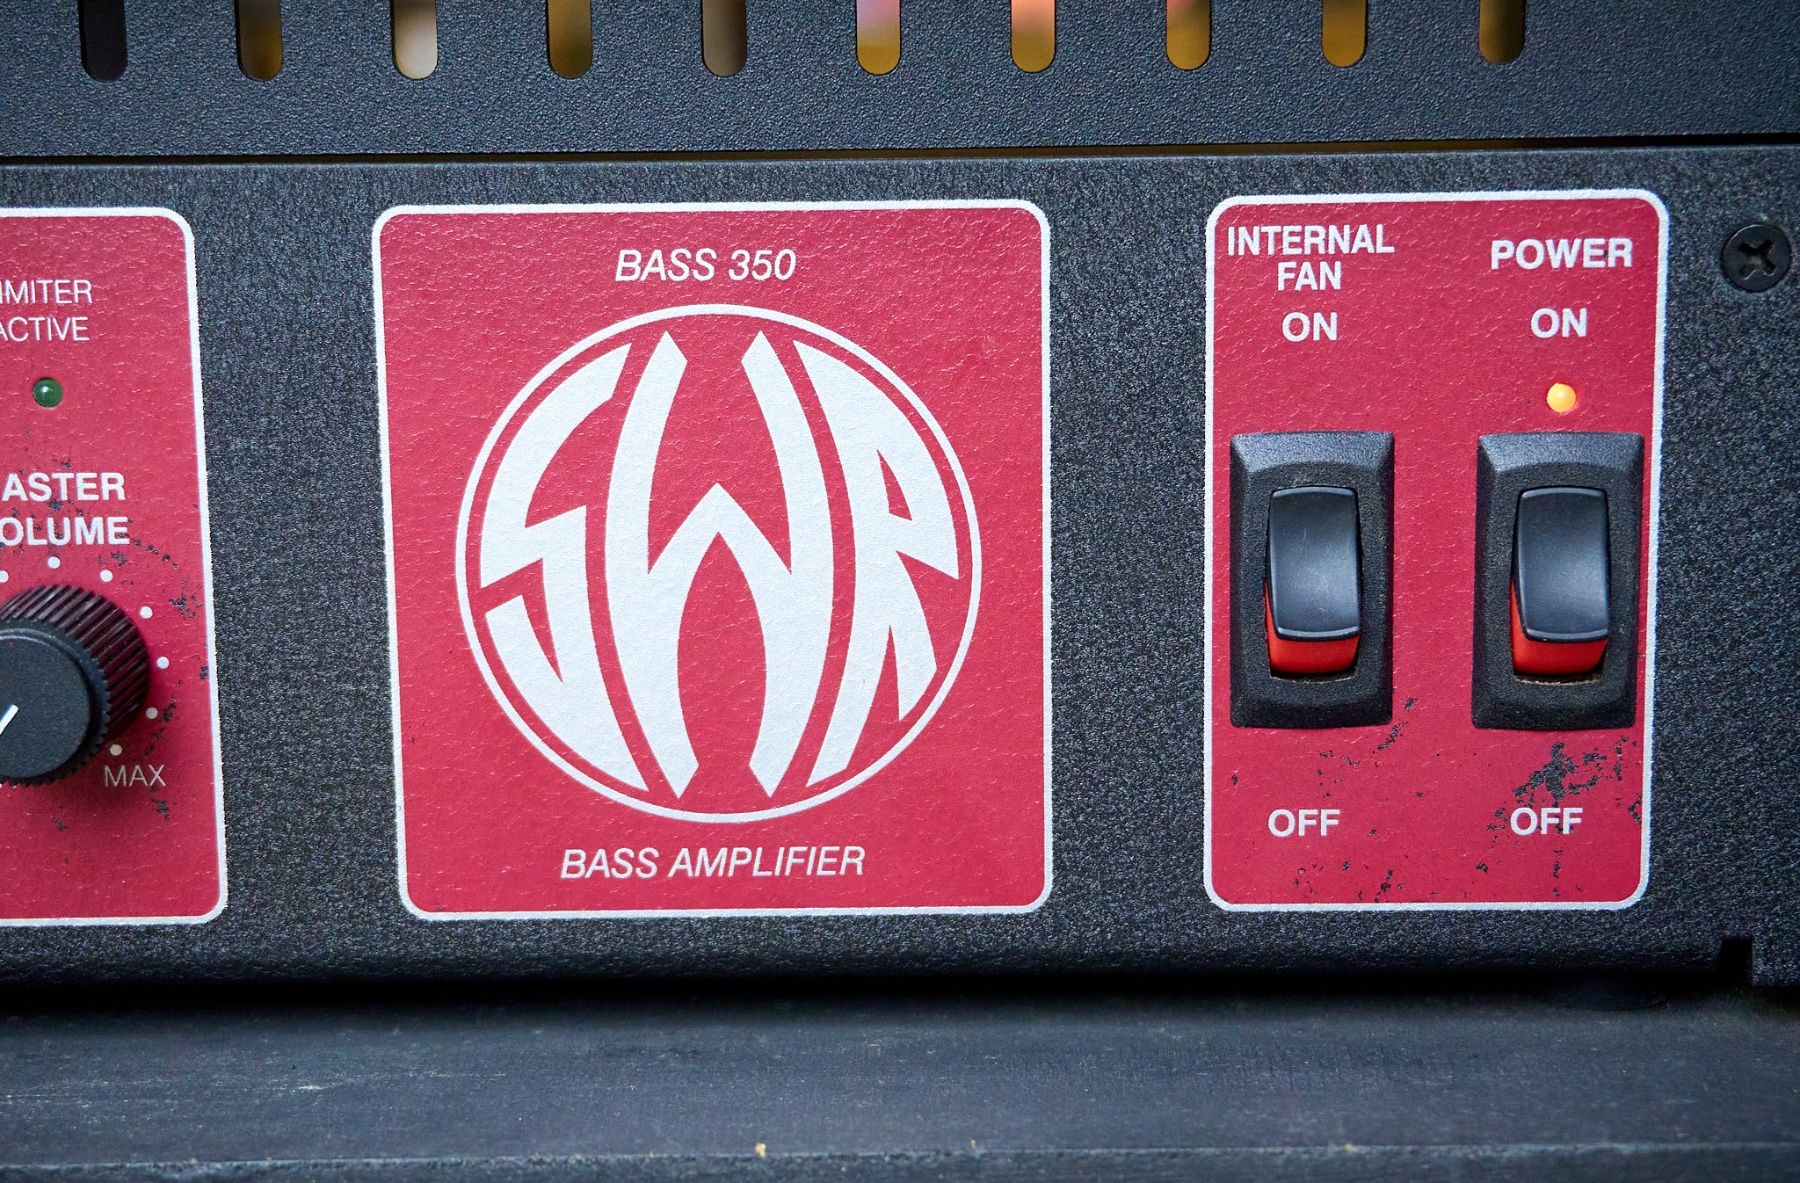 IMITER
ACTIVE
ASTER
OLUME
MAX
BASS 350
SWR
BASS AMPLIFIER
INTERNAL
FAN
ON
OFF
POWER
ON
OFF